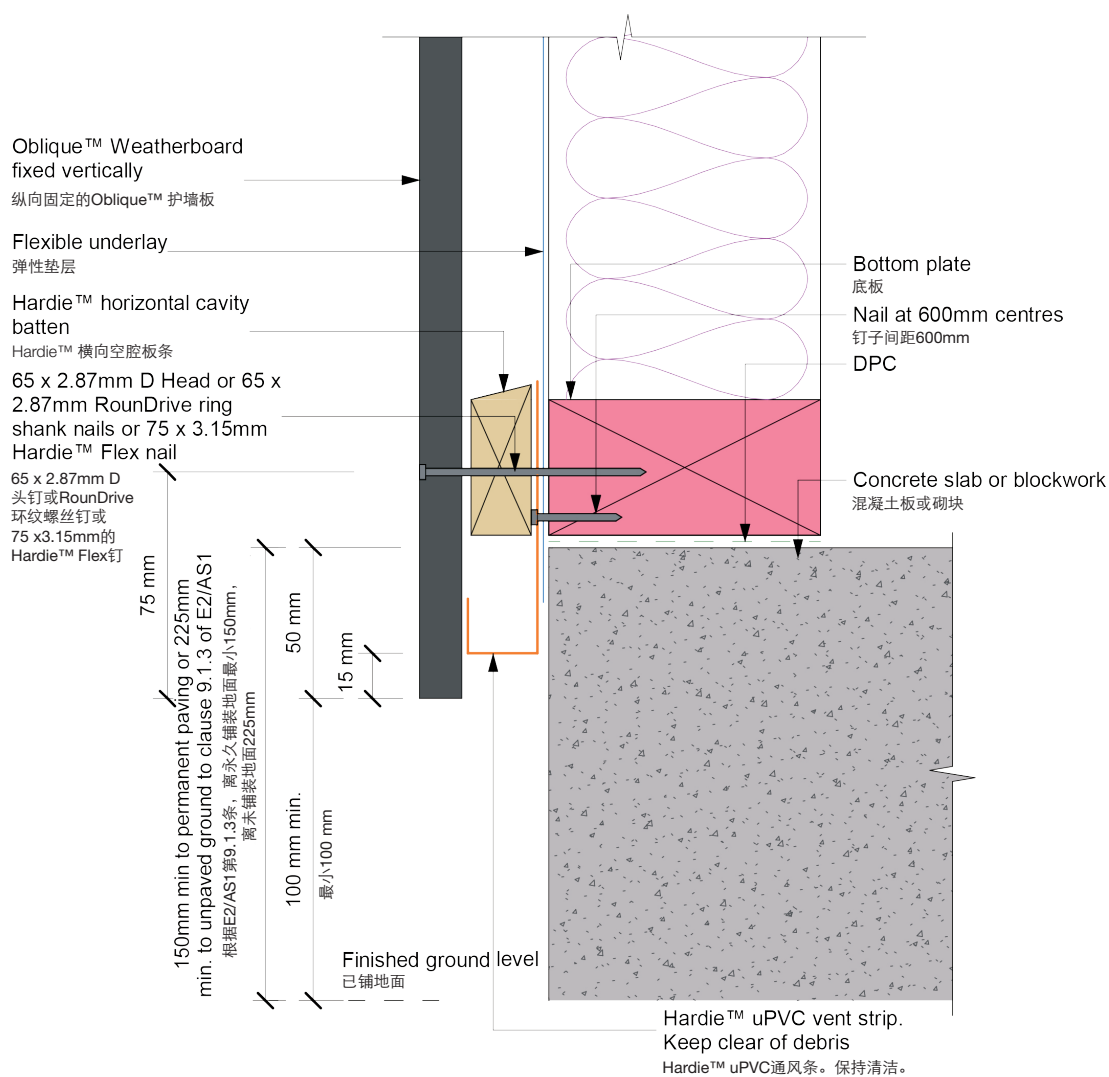 Oblique™ Weatherboard
fixed vertically
纵向固定的Oblique™ 护墙板
Flexible underlay
弹性垫层
Hardie™ horizontal cavity
batten
Hardie™ 横向空腔板条
65 x 2.87mm D Head or 65 x
2.87mm RounDrive ring
shank nails or 75 x 3.15mm
Hardie™ Flex nail
65 x 2.87mm D
头钉或RounDrive
环纹螺丝钉或
75 x3.15mm的
Hardie™ Flex钉
Bottom plate
底板
Nail at 600mm centres
钉子间距600mm
DPC
Concrete slab or blockwork
混凝土板或砌块
75 mm
150mm min to permanent paving or 225mm
min. to unpaved ground to clause 9.1.3 of E2/AS1
根据E2/AS1第9.1.3条，离永久铺装地面最小150mm，
离未铺装地面225mm
50 mm
15 mm
100 mm min.
最小100 mm
Finished ground level
已铺地面
Hardie™ uPVC vent strip.
Keep clear of debris
Hardie™ uPVC通风条。保持清洁。